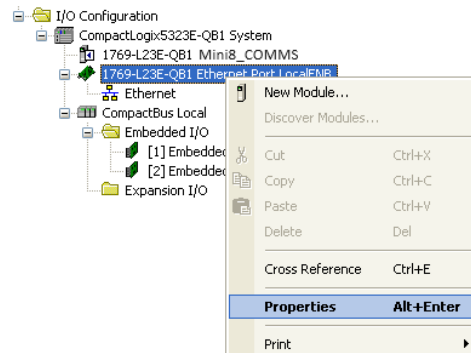 I/O Configuration
CompactLogix5323E-QB1 System
1769-L23E-QB1 Mini8_COMMS
1769-L23E-QB1 Ethernet Port LocalENB
Ethernet
CompactBus Local
Embedded I/O
[1] Embedded
[2] Embedded
Expansion I/O
New Module...
Discover Modules...
Cut Ctrl+X
Copy Ctrl+C
Paste Ctrl+V
Delete Del
Cross Reference Ctrl+E
Properties Alt+Enter
Print